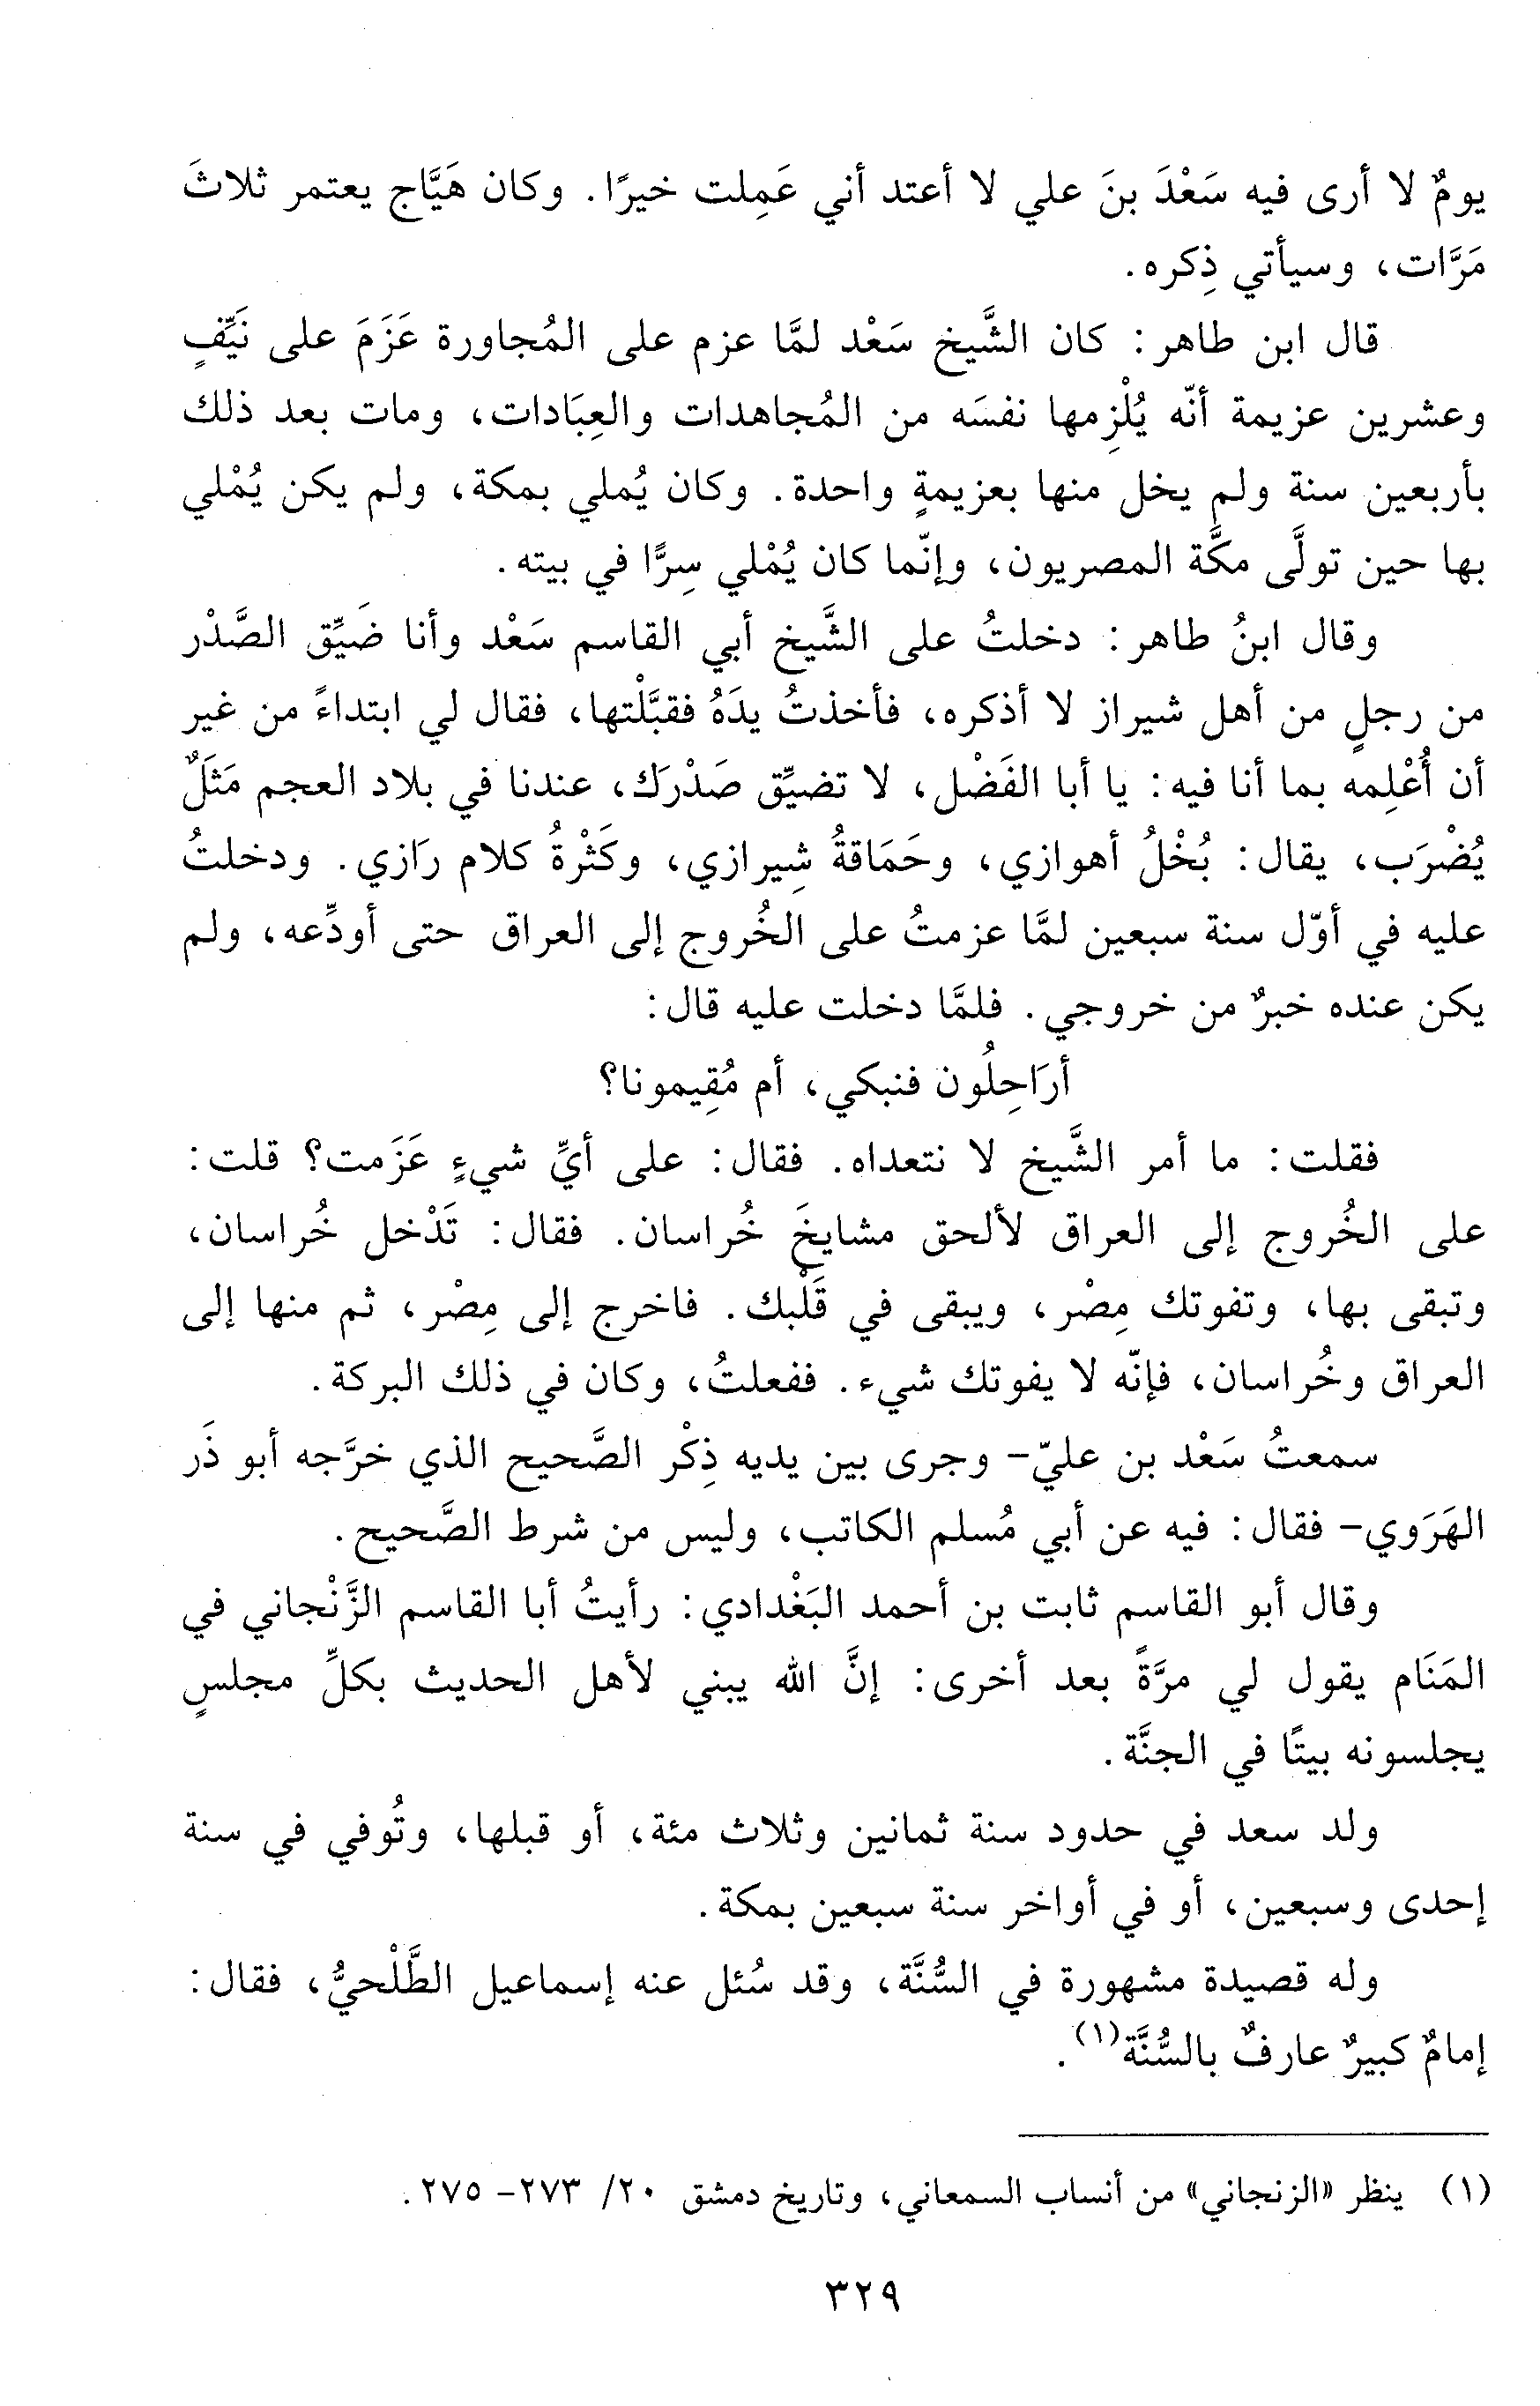 يومٌ لا أرى فيه سَعْدَ بنَ علي لا أعتد أني عَمِلت خيرًا. وكان هَيَّاج يعتمر ثلاثَ
مَرَّات، وسيأتي ذِكره.
قال ابن طاهر: كان الشَّيخ سَعْد لمَّا عزم على المُجاورة عَزَمَ على نَيِّفٍ
وعشرين عزيمة أنّه يُلْزِمها نفسَه من المُجاهدات والعِبَادات، ومات بعد ذلك
بأربعين سنة ولم يخل منها بعزيمةٍ واحدة. وكان يُملي بمكة، ولم يكن يُمْلي
بها حين تولَّى مكَّة المصريون، وإنّما كان يُمْلي سِرًّا في بيته.
وقال ابنُ طاهر: دخلتُ على الشَّيخ أبي القاسم سَعْد وأنا ضَيِّق الصَّدْر
من رجلٍ من أهل شيراز لا أذكره، فأخذتُ يدَهُ فقبَّلْتها، فقال لي ابتداءً من غير
أن أُعْلِمه بما أنا فيه: يا أبا الفَضْل، لا تضيِّق صَدْرَك، عندنا في بلاد العجم مَثَلٌ
يُضْرَب، يقال: بُخْلُ أهوازي، وحَمَاقةُ شِيرازي، وكَثْرةُ كلام رَازي. ودخلتُ
عليه في أوّل سنة سبعين لمَّا عزمتُ على الخُروج إلى العراق حتى أودِّعه، ولم
يكن عنده خبرٌ من خروجي. فلمَّا دخلت عليه قال:
أرَاحِلُون فنبكي، أم مُقِيمونا؟
فقلت: ما أمر الشَّيخ لا نتعداه. فقال: على أيِّ شيءٍ عَزَمت؟ قلت:
على الخُروج إلى العراق لألحق مشايخَ خُراسان. فقال: تَدْخل خُراسان،
وتبقى بها، وتفوتك مِصْر، ويبقى في قَلْبك. فاخرج إلى مِصْر، ثم منها إلى
العراق وخُراسان، فإنّه لا يفوتك شيء. ففعلتُ، وكان في ذلك البركة.
سمعتُ سَعْد بن عليّ- وجرى بين يديه ذِكْر الصَّحيح الذي خرَّجه أبو ذَر
الهَرَوي- فقال: فيه عن أبي مُسلم الكاتب، وليس من شرط الصَّحيح.
وقال أبو القاسم ثابت بن أحمد البَغْدادي: رأيتُ أبا القاسم الزَّنْجاني في
المَنَام يقول لي مرَّةً بعد أخرى: إنَّ الله يبني لأهل الحديث بكلِّ مجلسٍ
يجلسونه بيتًا في الجنَّة.
ولد سعد في حدود سنة ثمانين وثلاث مئة، أو قبلها، وتُوفي في سنة
إحدى وسبعين، أو في أواخر سنة سبعين بمكة.
وله قصيدة مشهورة في السُّنَّة، وقد سُئل عنه إسماعيل الطَّلْحيُّ، فقال:
إمامٌ كبيرٌ عارفٌ بالسُّنَّة(١).
(١) ينظر «الزنجاني» من أنساب السمعاني، وتاريخ دمشق ٢٠/ ٢٧٣- ٢٧٥.
٣٢٩